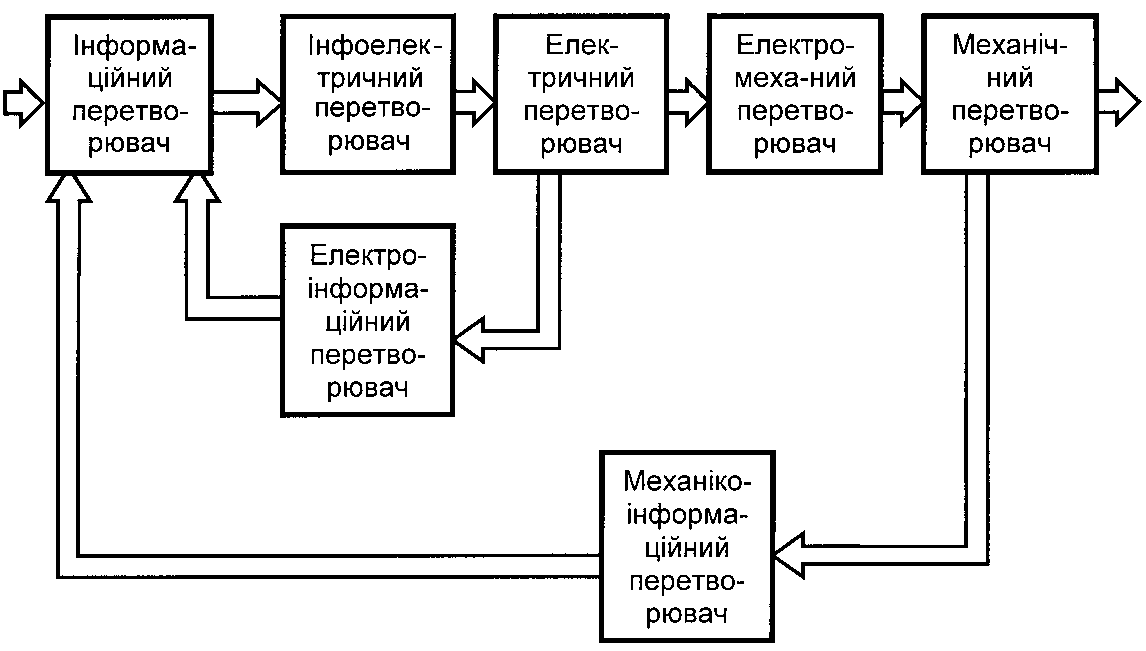 Інформа-
ційний
перетво-
рювач
Інфоелек-
тричний
перетво-
рювач
Елек-
тричний
перетво-
рювач
Електро-
меха-ний
перетво-
рювач
Механіч-
ний
перетво-
рювач
Електро-
інформа-
ційний
перетво-
рювач
Механіко-
інформа-
ційний
перетво-
рювач